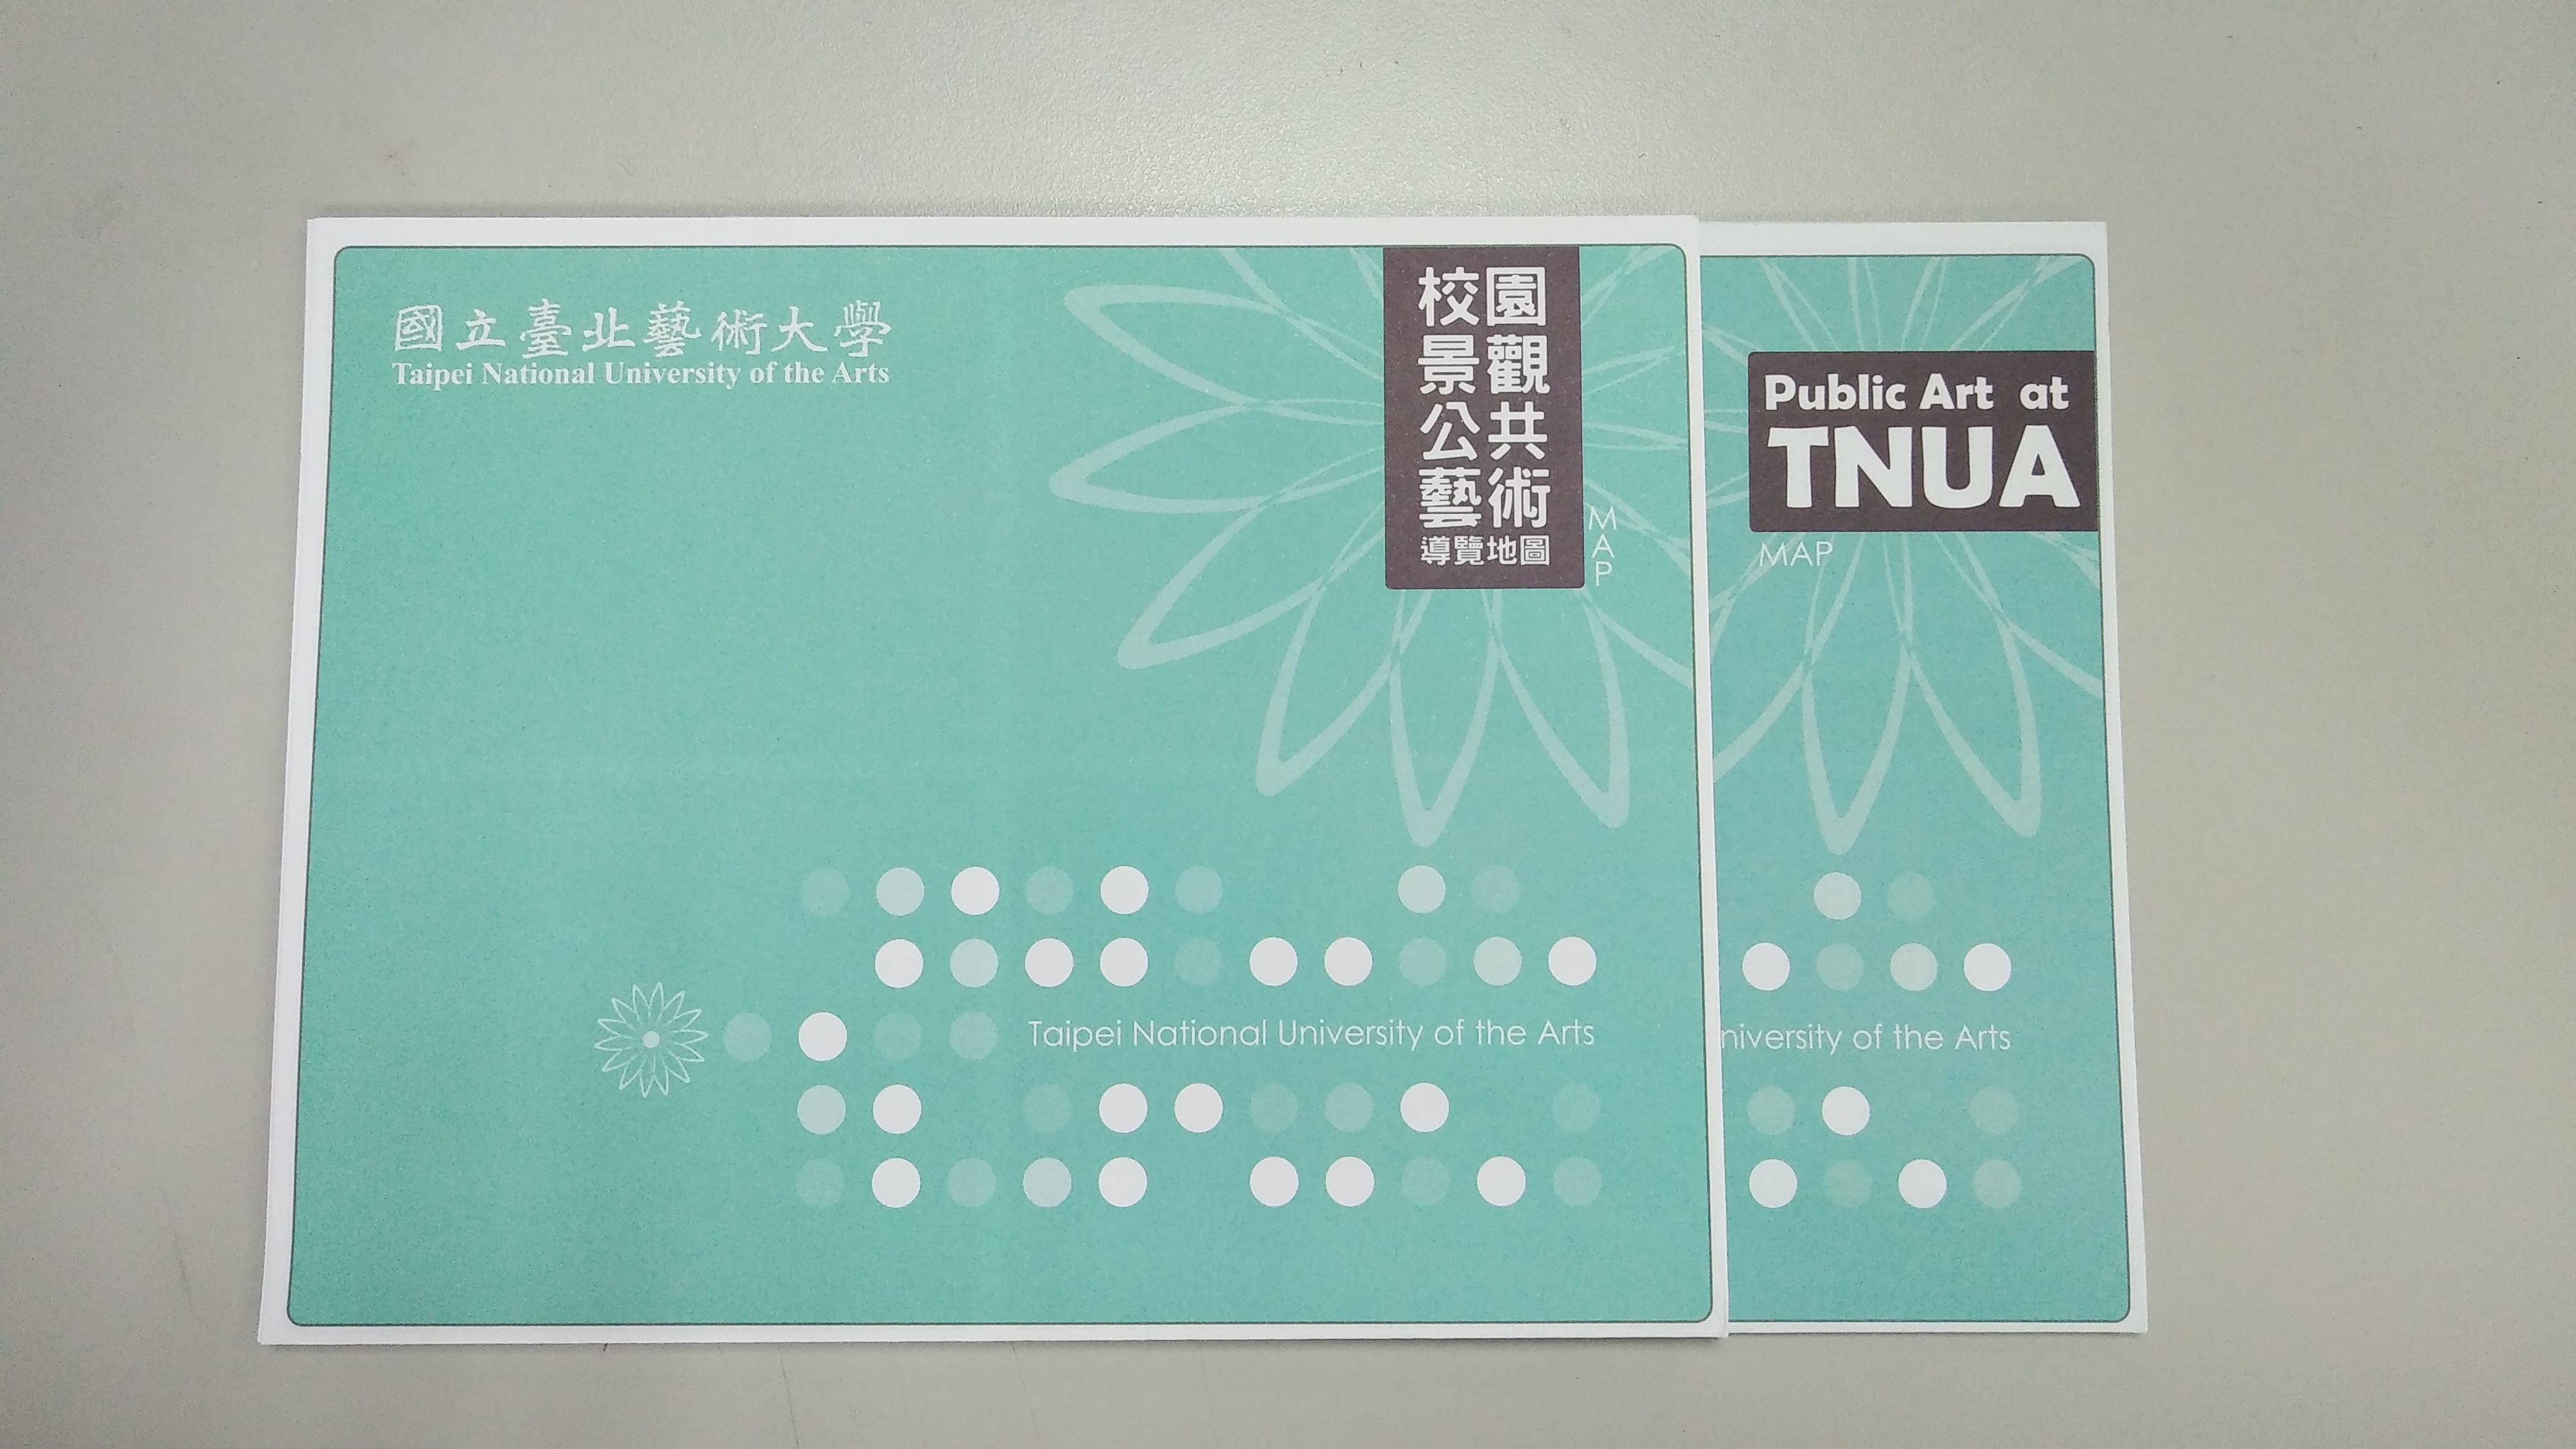 國立臺北藝術大學
Taipei National University of the Arts
校園
景觀
公共
藝術
導覽地圖
MAP
Taipei National University of the Arts
Public Art at
TNUA
MAP
niversity of the Arts